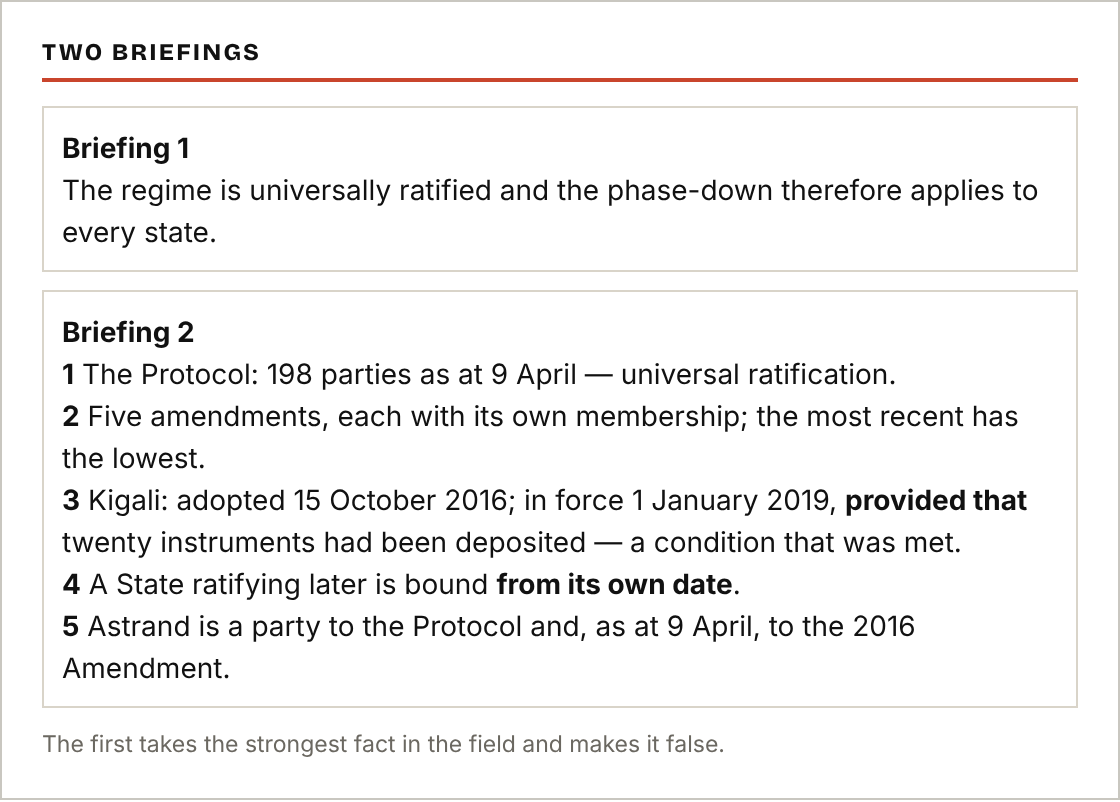 TWO BRIEFINGS
Briefing 1
The regime is universally ratified and the phase-down therefore applies to
every state.
Briefing 2
1 The Protocol: 198 parties as at 9 April — universal ratification.
2 Five amendments, each with its own membership; the most recent has
the lowest.
3 Kigali: adopted 15 October 2016; in force 1 January 2019, provided that
twenty instruments had been deposited — a condition that was met.
4 A State ratifying later is bound from its own date.
5 Astrand is a party to the Protocol and, as at 9 April, to the 2016
Amendment.
The first takes the strongest fact in the field and makes it false.